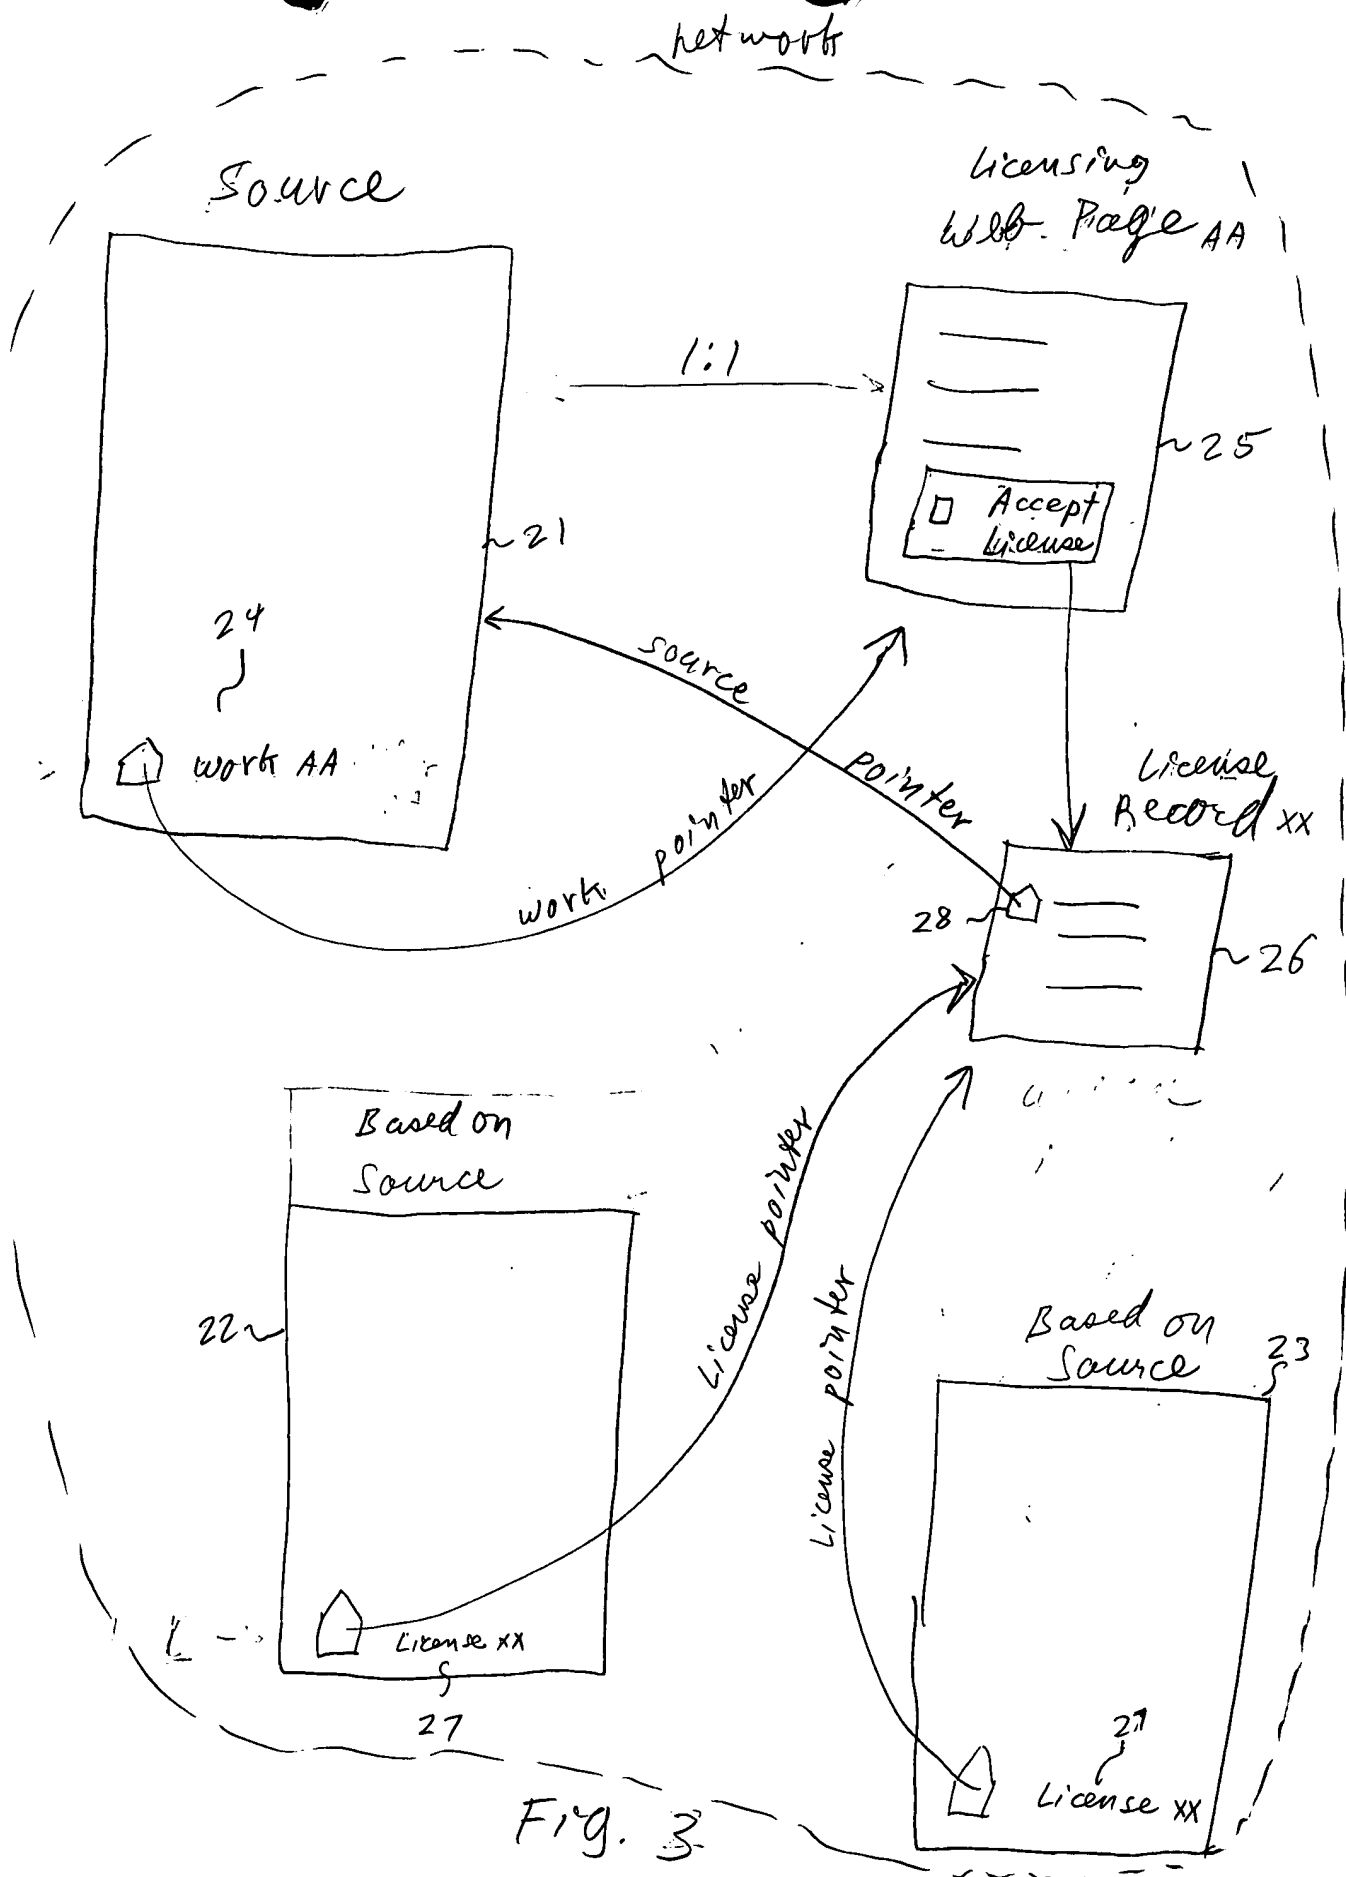 network
Source
Licensing
Web. Page AA
1:1
25
Accept
License
21
24
source pointer
work AA
work pointer
License
Record xx
28
26
Based on
Source
License pointer
License pointer
22
Based on
Source
23
License xx
27
27
License xx
Fig. 3